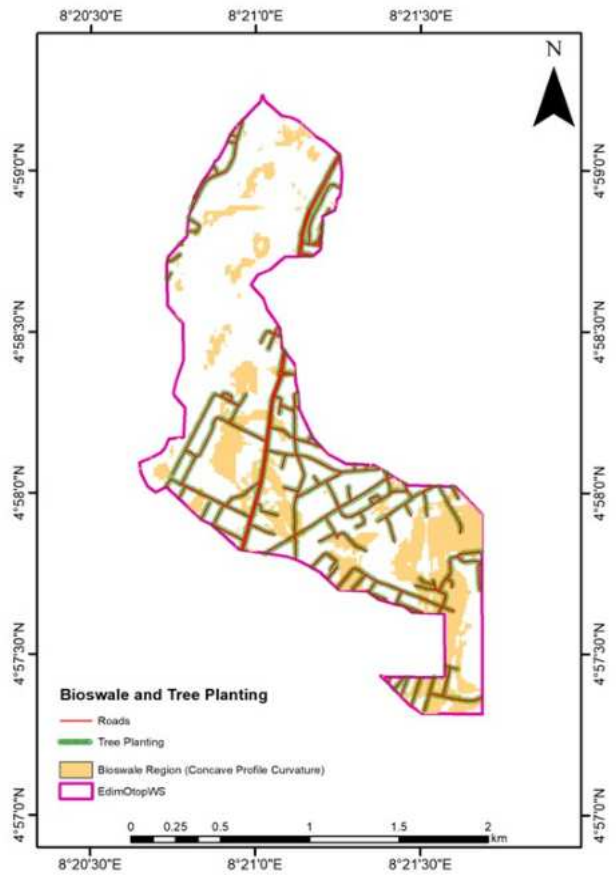 8°20'30"E 8°21'0"E 8°21'30"E
N
4°59'0"N 4°59'0"N
4°58'30"N 4°58'30"N
4°58'0"N 4°58'0"N
4°57'30"N 4°57'30"N
4°57'0"N 4°57'0"N
Bioswale and Tree Planting
Roads
Tree Planting
Bioswale Region (Concave Profile Curvature)
EdimOtopWS
0 0.25 0.5 1 1.5 2
km
8°20'30"E 8°21'0"E 8°21'30"E